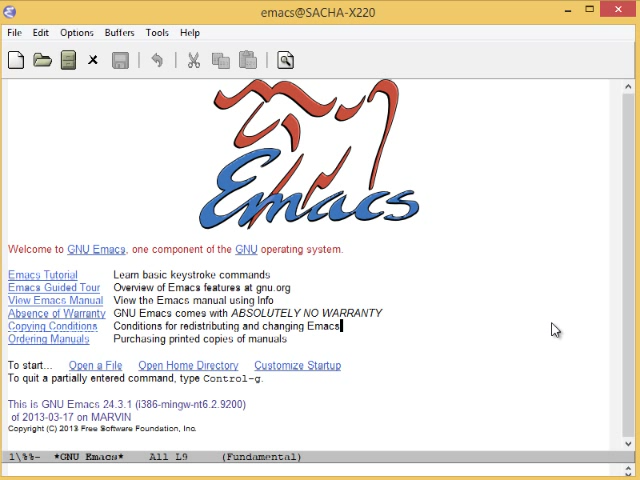 emacs@SACHA-X220
File Edit Options Buffers Tools Help
Emacs
Welcome to GNU Emacs, one component of the GNU operating system.
Emacs Tutorial Learn basic keystroke commands
Emacs Guided Tour Overview of Emacs features at gnu.org
View Emacs Manual View the Emacs manual using Info
Absence of Warranty GNU Emacs comes with ABSOLUTELY NO WARRANTY
Copying Conditions Conditions for redistributing and changing Emacs
Ordering Manuals Purchasing printed copies of manuals
To start... Open a File Open Home Directory Customize Startup
To quit a partially entered command, type Control-g.
This is GNU Emacs 24.3.1 (i386-mingw-nt6.2.9200)
of 2013-03-17 on MARVIN
Copyright (C) 2013 Free Software Foundation, Inc.
1\%%- *GNU Emacs* All L9 (Fundamental)